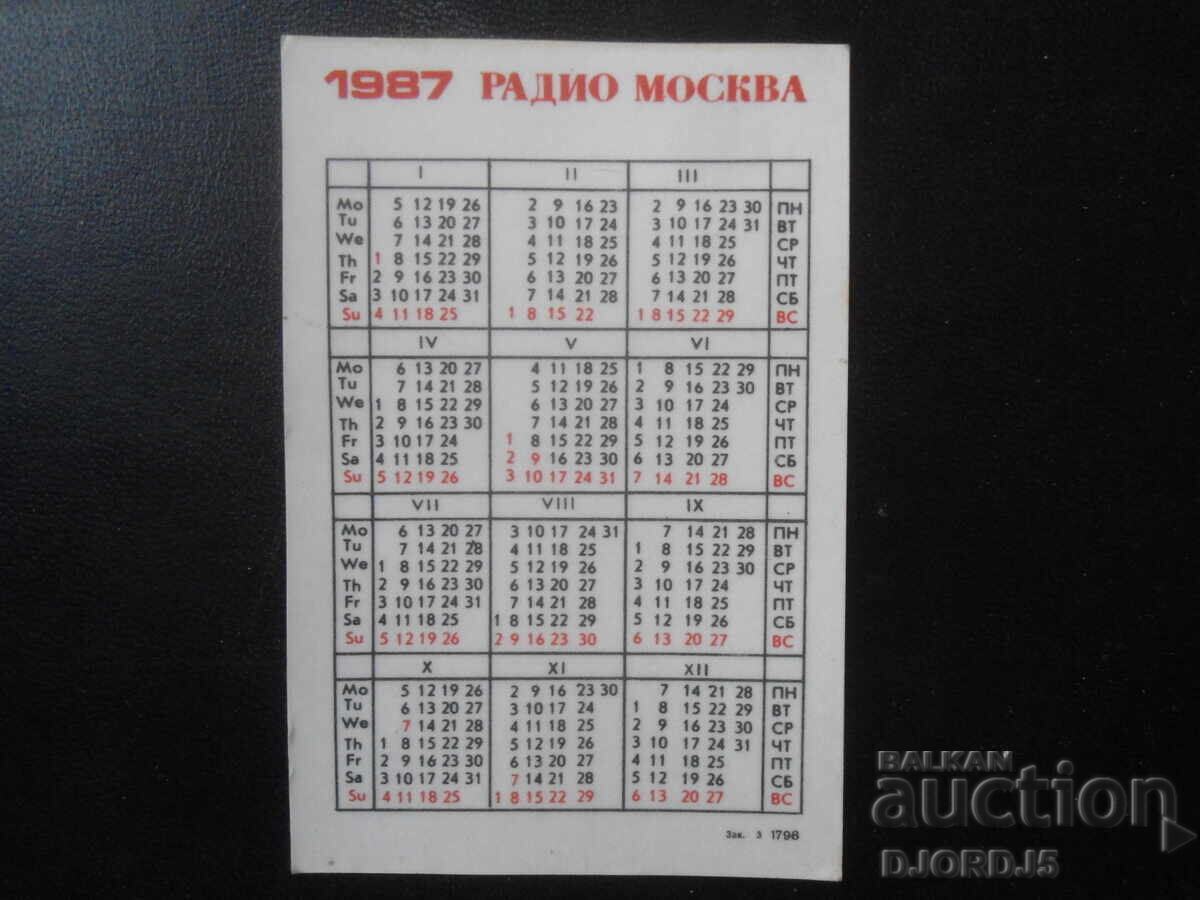 1987 РАДИО МОСКВА
I II III
Mo 5 12 19 26 2 9 16 23 2 9 16 23 30 ПН
Tu 6 13 20 27 3 10 17 24 3 10 17 24 31 ВТ
We 7 14 21 28 4 11 18 25 4 11 18 25 СР
Th 1 8 15 22 29 5 12 19 26 5 12 19 26 ЧТ
Fr 2 9 16 23 30 6 13 20 27 6 13 20 27 ПТ
Sa 3 10 17 24 31 7 14 21 28 7 14 21 28 СБ
Su 4 11 18 25 1 8 15 22 1 8 15 22 29 ВС
IV V VI
Mo 6 13 20 27 4 11 18 25 1 8 15 22 29 ПН
Tu 7 14 21 28 5 12 19 26 2 9 16 23 30 ВТ
We 1 8 15 22 29 6 13 20 27 3 10 17 24 СР
Th 2 9 16 23 30 7 14 21 28 4 11 18 25 ЧТ
Fr 3 10 17 24 1 8 15 22 29 5 12 19 26 ПТ
Sa 4 11 18 25 2 9 16 23 30 6 13 20 27 СБ
Su 5 12 19 26 3 10 17 24 31 7 14 21 28 ВС
VII VIII IX
Mo 6 13 20 27 3 10 17 24 31 7 14 21 28 ПН
Tu 7 14 21 28 4 11 18 25 1 8 15 22 29 ВТ
We 1 8 15 22 29 5 12 19 26 2 9 16 23 30 СР
Th 2 9 16 23 30 6 13 20 27 3 10 17 24 ЧТ
Fr 3 10 17 24 31 7 14 21 28 4 11 18 25 ПТ
Sa 4 11 18 25 1 8 15 22 29 5 12 19 26 СБ
Su 5 12 19 26 2 9 16 23 30 6 13 20 27 ВС
X XI XII
Mo 5 12 19 26 2 9 16 23 30 7 14 21 28 ПН
Tu 6 13 20 27 3 10 17 24 1 8 15 22 29 ВТ
We 7 14 21 28 4 11 18 25 2 9 16 23 30 СР
Th 1 8 15 22 29 5 12 19 26 3 10 17 24 31 ЧТ
Fr 2 9 16 23 30 6 13 20 27 4 11 18 25 ПТ
Sa 3 10 17 24 31 7 14 21 28 5 12 19 26 СБ
Su 4 11 18 25 1 8 15 22 29 6 13 20 27 ВС
Зак. 3 1796
BALKAN
auction
DJORDJ5